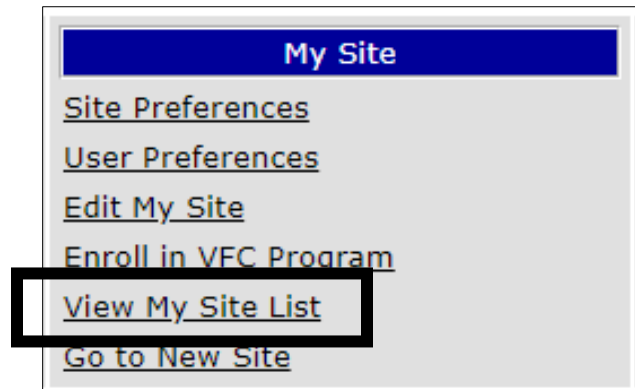 My Site
Site Preferences
User Preferences
Edit My Site
Enroll in VFC Program
View My Site List
Go to New Site